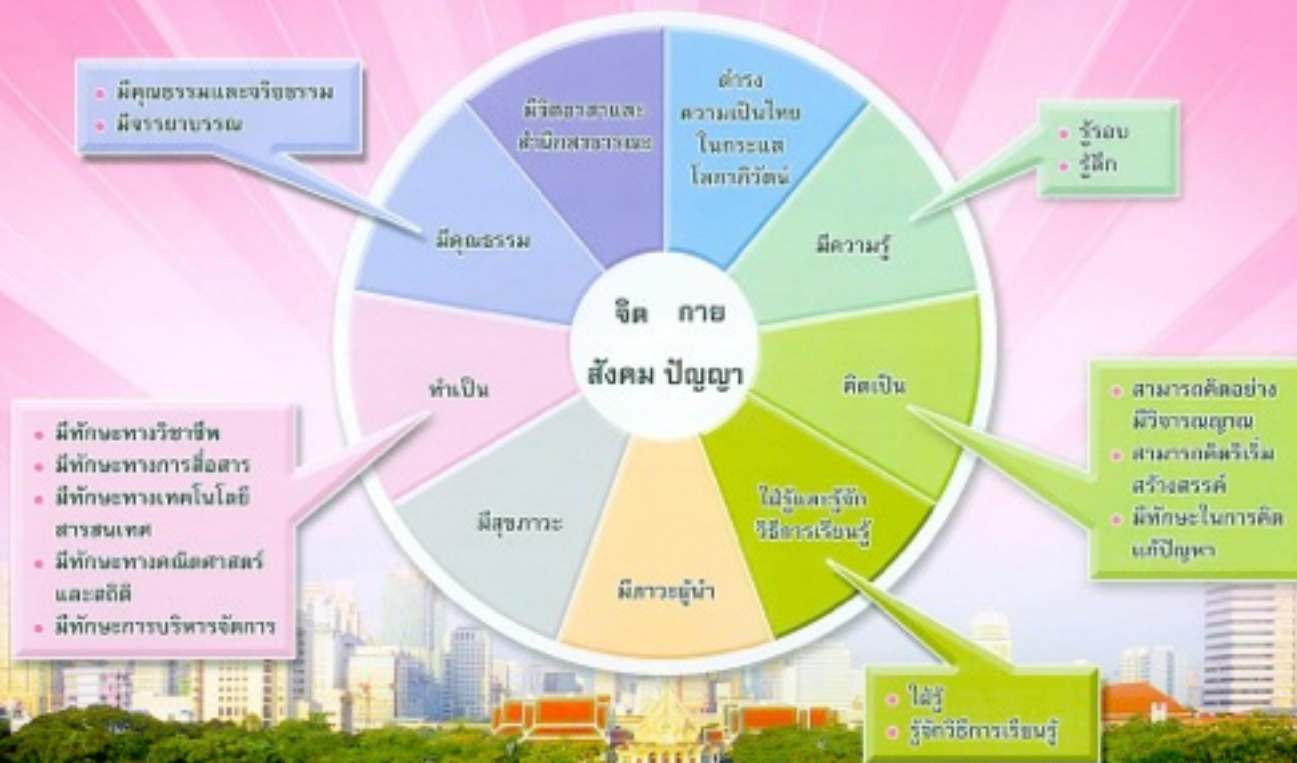 มีคุณธรรมและจริยธรรม
มีจรรยาบรรณ
มีจิตอาสาและ
สำนึกสาธารณะ
ดำรง
ความเป็นไทย
ในกระแส
โลกาภิวัตน์
รู้รอบ
รู้ลึก
มีคุณธรรม
มีความรู้
จิต กาย
สังคม ปัญญา
ทำเป็น
คิดเป็น
มีทักษะทางวิชาชีพ
มีทักษะทางการสื่อสาร
มีทักษะทางเทคโนโลยี
สารสนเทศ
มีทักษะทางคณิตศาสตร์
และสถิติ
มีทักษะการบริหารจัดการ
สามารถคิดอย่าง
มีวิจารณญาณ
สามารถคิดริเริ่ม
สร้างสรรค์
มีทักษะในการคิด
แก้ปัญหา
มีสุขภาวะ
ใฝ่รู้และรู้จัก
วิธีการเรียนรู้
มีภาวะผู้นำ
ใฝ่รู้
รู้จักวิธีการเรียนรู้